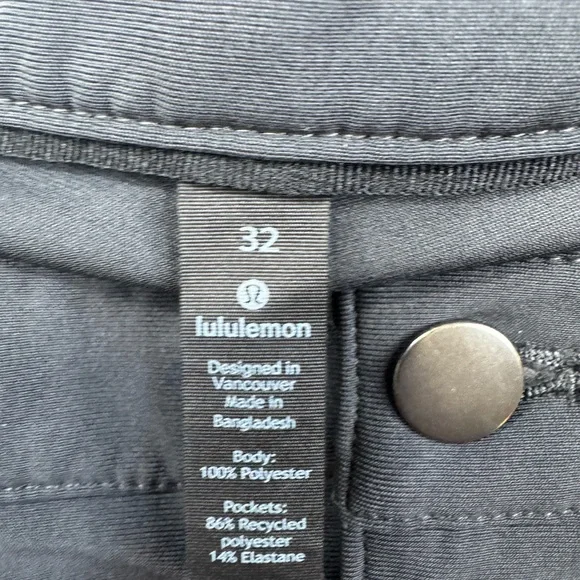 32
lululemon
Designed in
Vancouver
Made in
Bangladesh
Body:
100% Polyester
Pockets:
86% Recycled
polyester
14% Elastane